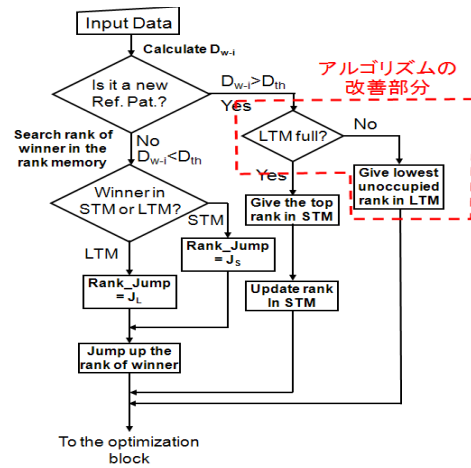 Input Data
Calculate Dw-i
アルゴリズムの
改善部分
Is it a new
Ref. Pat.?
Dw-i>Dth
Yes
Search rank of
winner in the
rank memory
No
Dw-i<Dth
LTM full?
No
Yes
Give lowest
unoccupied
rank in LTM
Winner in
STM or LTM?
STM
Give the top
rank in STM
LTM
Rank_Jump
= JS
Rank_Jump
= JL
Update rank
In STM
Jump up the
rank of winner
To the optimization
block